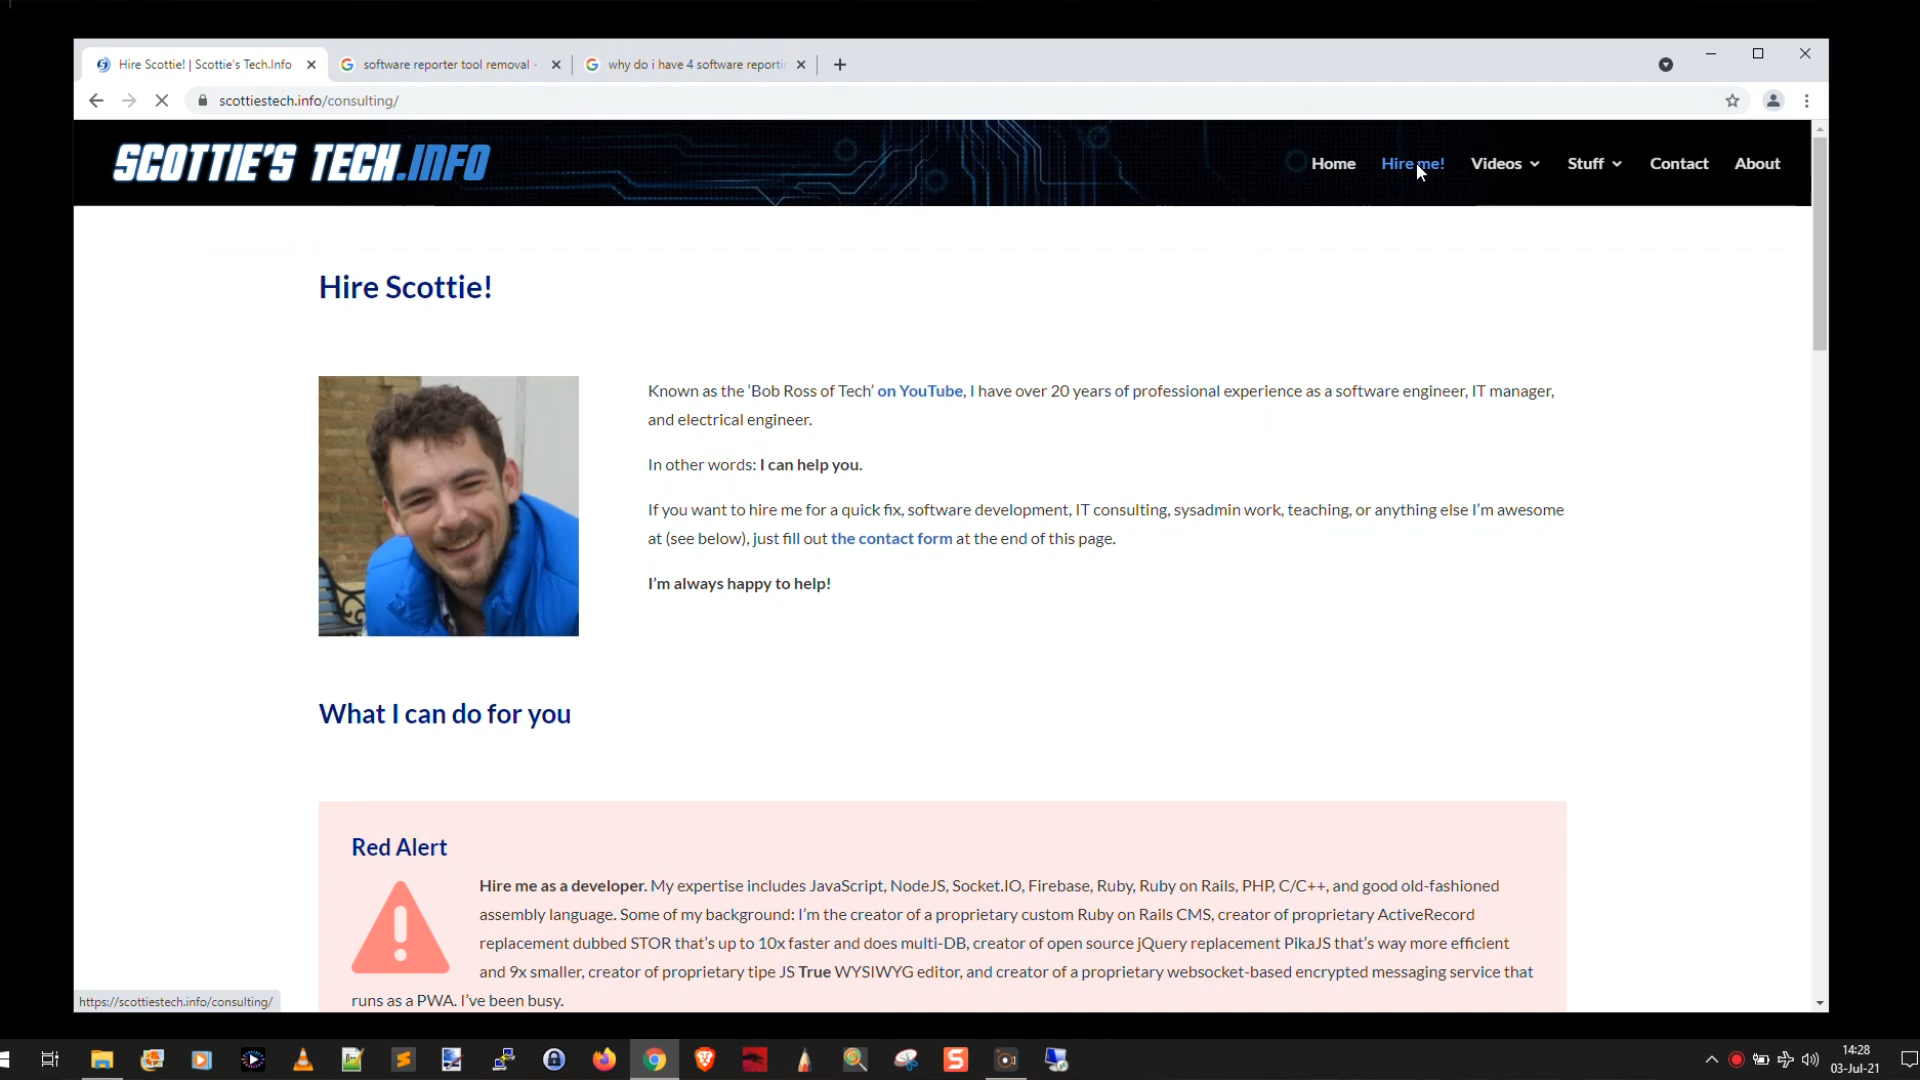 Hire Scottie! | Scottie's Tech.Info
software reporter tool removal -
why do i have 4 software reporti
scottiestech.info/consulting/
SCOTTIE'S TECH.INFO
Home
Hire me!
Videos
Stuff
Contact
About
Hire Scottie!
Known as the ‘Bob Ross of Tech’ on YouTube, I have over 20 years of professional experience as a software engineer, IT manager,
and electrical engineer.
In other words: I can help you.
If you want to hire me for a quick fix, software development, IT consulting, sysadmin work, teaching, or anything else I’m awesome
at (see below), just fill out the contact form at the end of this page.
I’m always happy to help!
What I can do for you
Red Alert
Hire me as a developer. My expertise includes JavaScript, NodeJS, Socket.IO, Firebase, Ruby, Ruby on Rails, PHP, C/C++, and good old-fashioned
assembly language. Some of my background: I’m the creator of a proprietary custom Ruby on Rails CMS, creator of proprietary ActiveRecord
replacement dubbed STOR that’s up to 10x faster and does multi-DB, creator of open source jQuery replacement PikaJS that’s way more efficient
and 9x smaller, creator of proprietary tipe JS True WYSIWYG editor, and creator of a proprietary websocket-based encrypted messaging service that
runs as a PWA. I’ve been busy.
https://scottiestech.info/consulting/
14:28
03-Jul-21